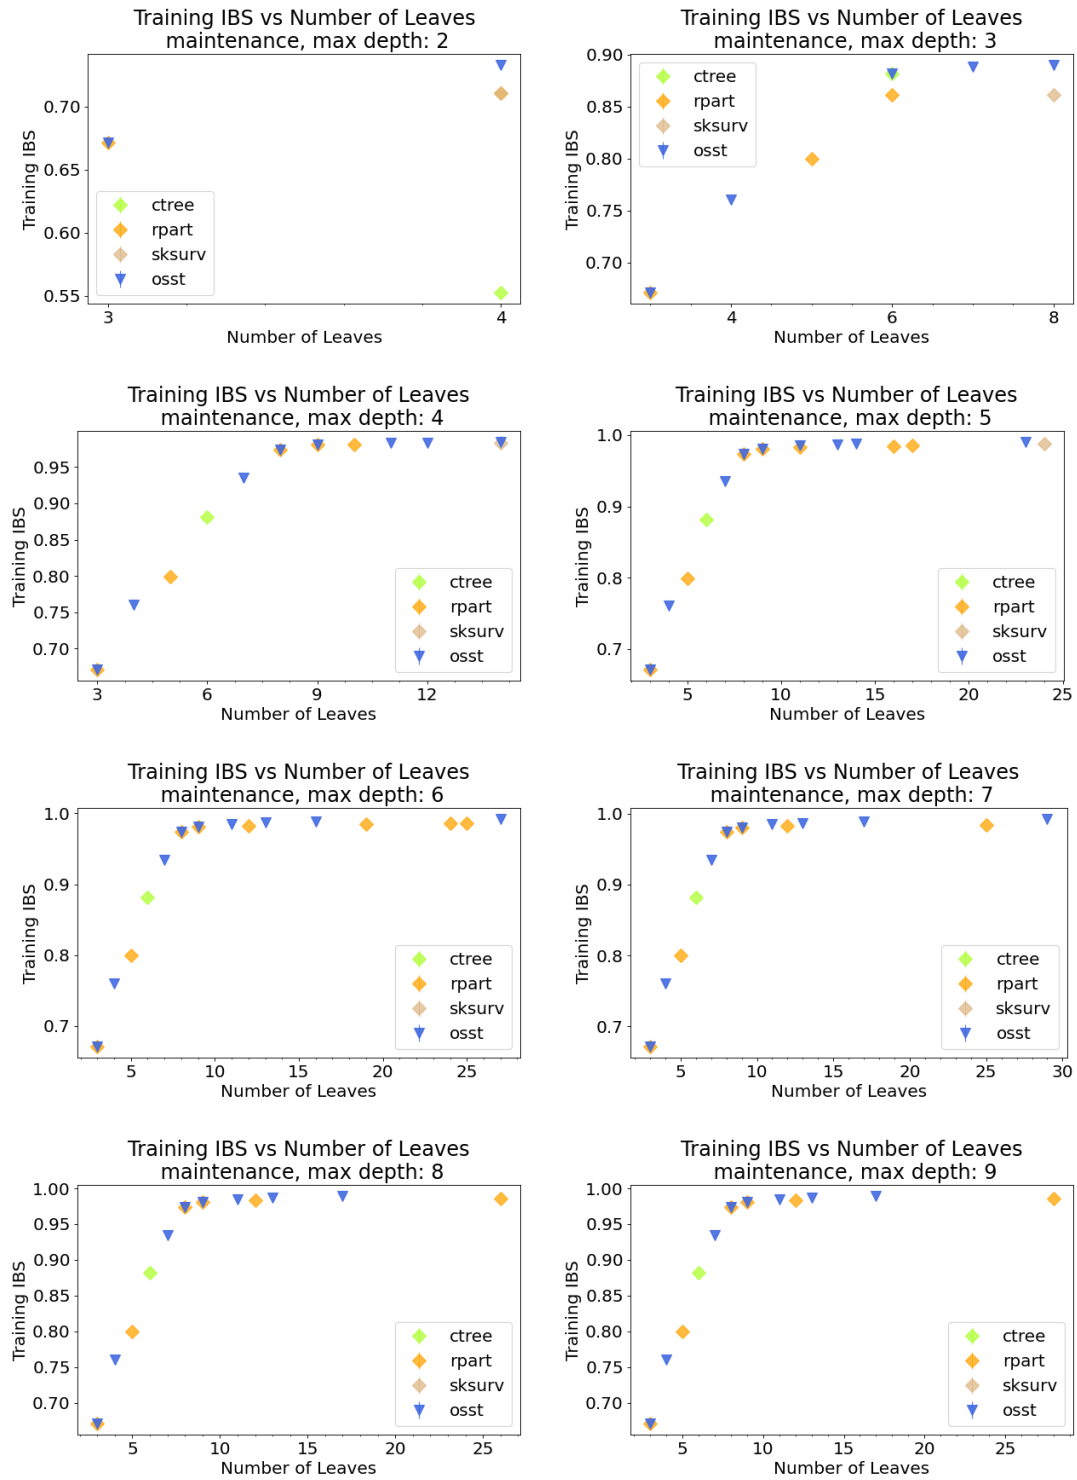 Training IBS vs Number of Leaves
maintenance, max depth: 2
Training IBS
0.70
0.65
0.60
0.55
ctree
rpart
sksurv
osst
3
4
Number of Leaves
Training IBS vs Number of Leaves
maintenance, max depth: 3
Training IBS
0.90
0.85
0.80
0.75
0.70
ctree
rpart
sksurv
osst
4
6
8
Number of Leaves
Training IBS vs Number of Leaves
maintenance, max depth: 4
Training IBS
0.95
0.90
0.85
0.80
0.75
0.70
ctree
rpart
sksurv
osst
3
6
9
12
Number of Leaves
Training IBS vs Number of Leaves
maintenance, max depth: 5
Training IBS
1.0
0.9
0.8
0.7
ctree
rpart
sksurv
osst
5
10
15
20
25
Number of Leaves
Training IBS vs Number of Leaves
maintenance, max depth: 6
Training IBS
1.0
0.9
0.8
0.7
ctree
rpart
sksurv
osst
5
10
15
20
25
Number of Leaves
Training IBS vs Number of Leaves
maintenance, max depth: 7
Training IBS
1.0
0.9
0.8
0.7
ctree
rpart
sksurv
osst
5
10
15
20
25
30
Number of Leaves
Training IBS vs Number of Leaves
maintenance, max depth: 8
Training IBS
1.00
0.95
0.90
0.85
0.80
0.75
0.70
ctree
rpart
sksurv
osst
5
10
15
20
25
Number of Leaves
Training IBS vs Number of Leaves
maintenance, max depth: 9
Training IBS
1.00
0.95
0.90
0.85
0.80
0.75
0.70
ctree
rpart
sksurv
osst
5
10
15
20
25
Number of Leaves